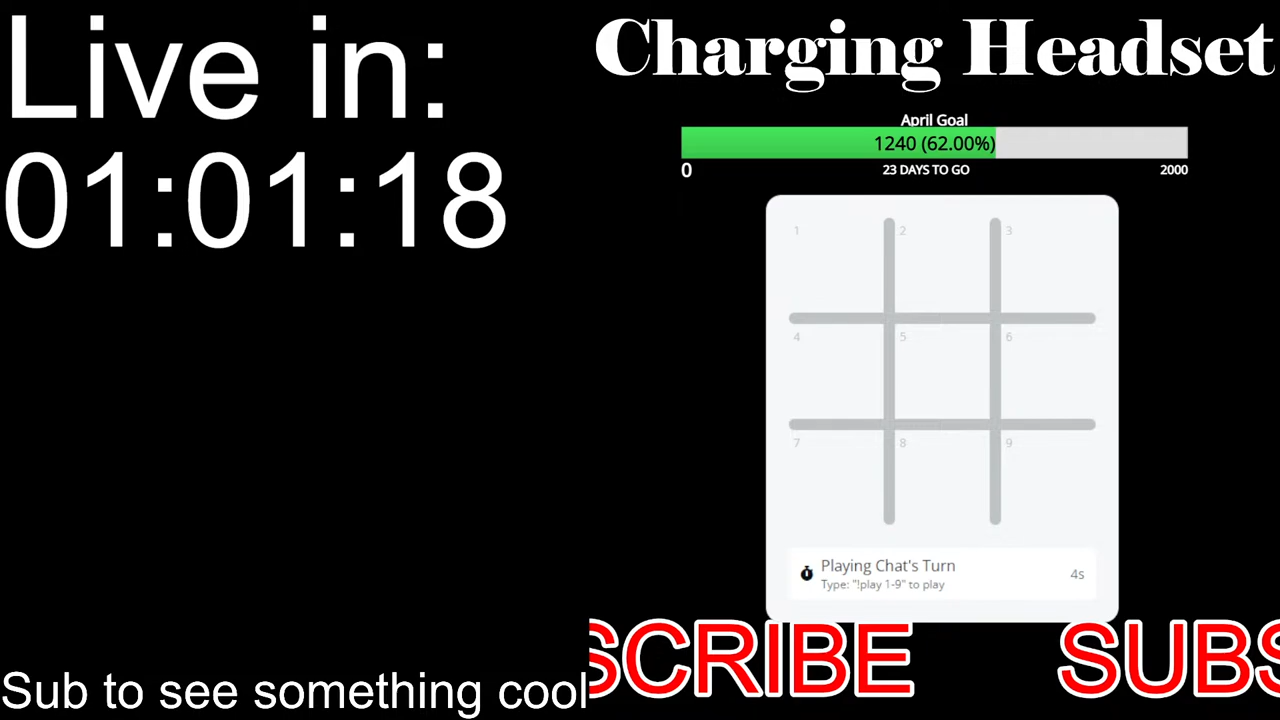 Live in:
01:01:18
Sub to see something cool
Charging Headset
April Goal
1240 (62.00%)
0 23 DAYS TO GO 2000
1 2 3
4 5 6
7 8 9
Playing Chat's Turn
Type: "!play 1-9" to play
4s
SCRIBE SUBS